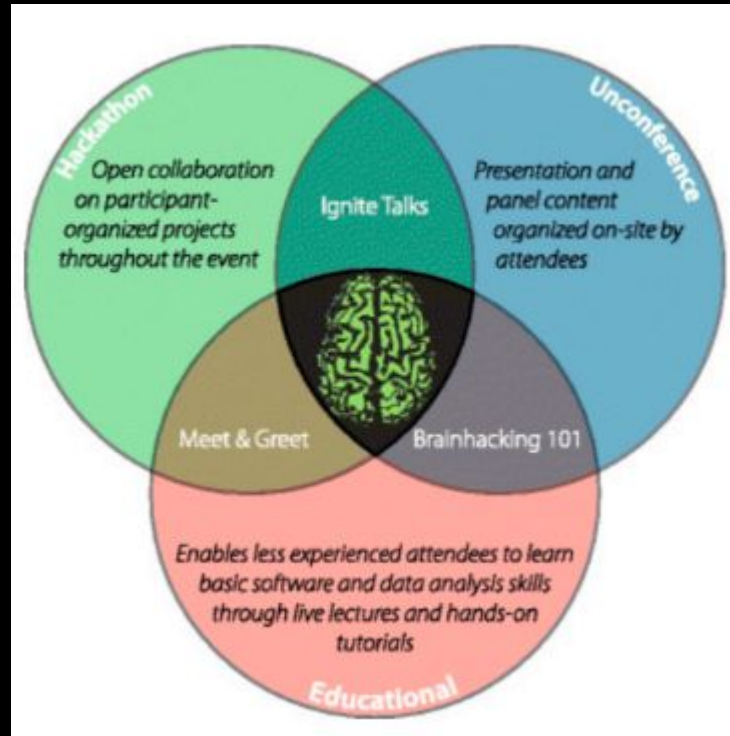 Hackathon
Open collaboration
on participant-
organized projects
throughout the event
Ignite Talks
Unconference
Presentation and
panel content
organized on-site by
attendees
Meet & Greet
Brainhacking 101
Enables less experienced attendees to learn
basic software and data analysis skills
through live lectures and hands-on
tutorials
Educational